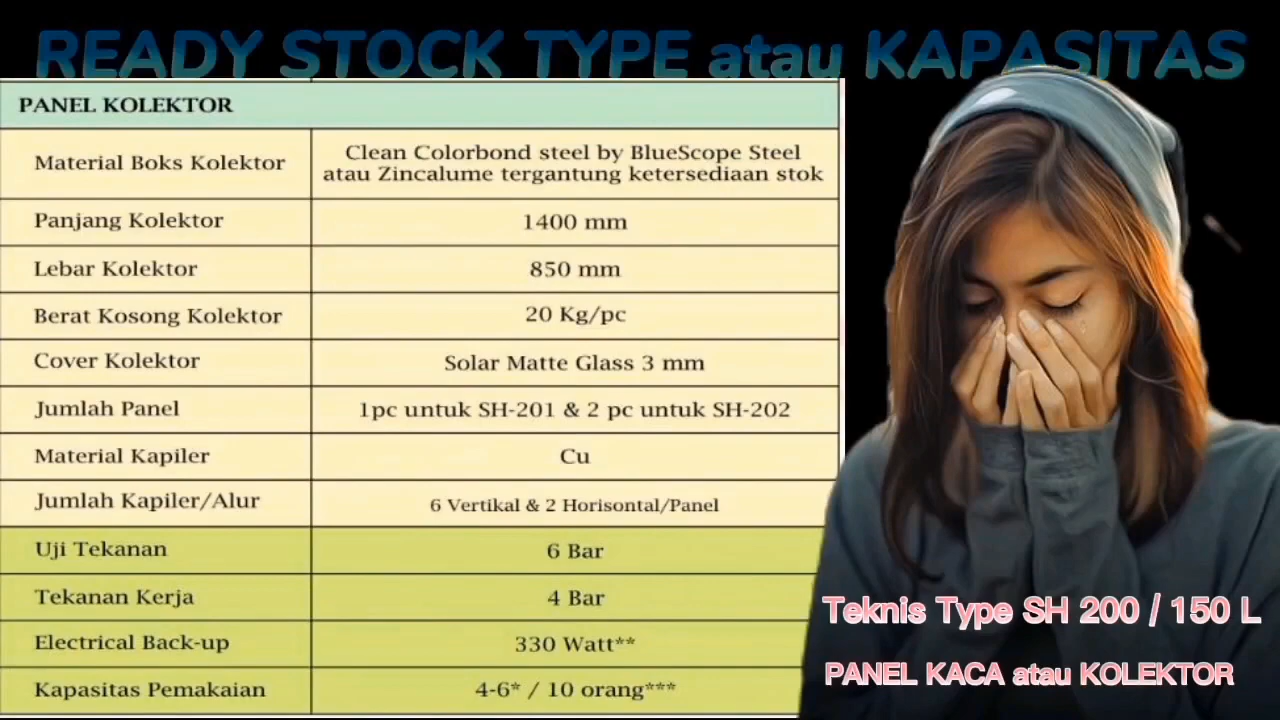 READY STOCK TYPE atau KAPASITAS
PANEL KOLEKTOR
Material Boks Kolektor
Clean Colorbond steel by BlueScope Steel
atau Zincalume tergantung ketersediaan stok
Panjang Kolektor
1400 mm
Lebar Kolektor
850 mm
Berat Kosong Kolektor
20 Kg/pc
Cover Kolektor
Solar Matte Glass 3 mm
Jumlah Panel
1pc untuk SH-201 & 2 pc untuk SH-202
Material Kapiler
Cu
Jumlah Kapiler/Alur
6 Vertikal & 2 Horisontal/Panel
Uji Tekanan
6 Bar
Tekanan Kerja
4 Bar
Electrical Back-up
330 Watt**
Kapasitas Pemakaian
4-6* / 10 orang***
Teknis Type SH 200 / 150 L
PANEL KACA atau KOLEKTOR